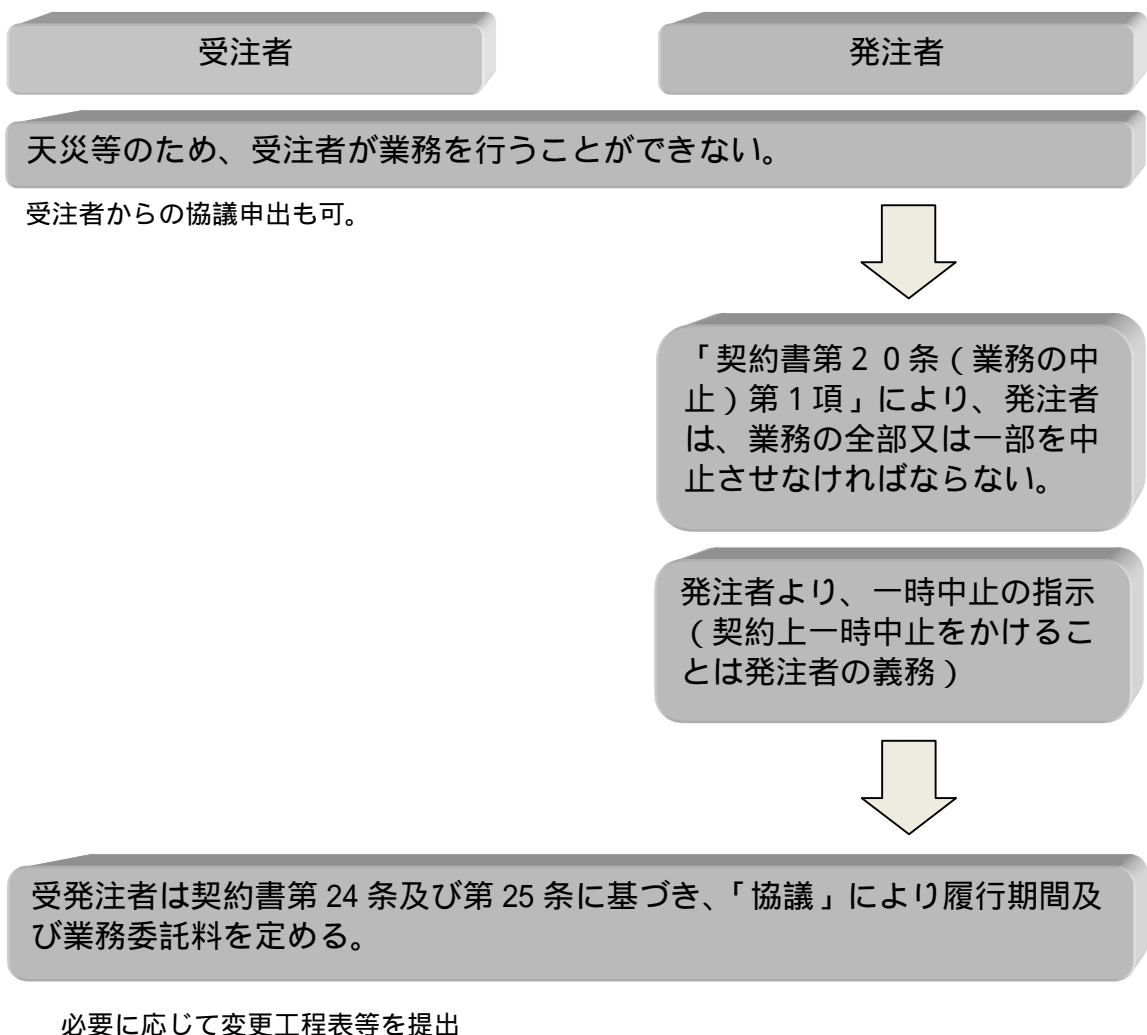 受注者
発注者
天災等のため、受注者が業務を行うことができない。
受注者からの協議申出も可。
「契約書第２０条（業務の中
止）第１項」により、発注者
は、業務の全部又は一部を中
止させなければならない。
発注者より、一時中止の指示
（契約上一時中止をかけるこ
とは発注者の義務）
受発注者は契約書第 24 条及び第 25 条に基づき、「協議」により履行期間及
び業務委託料を定める。
必要に応じて変更工程表等を提出